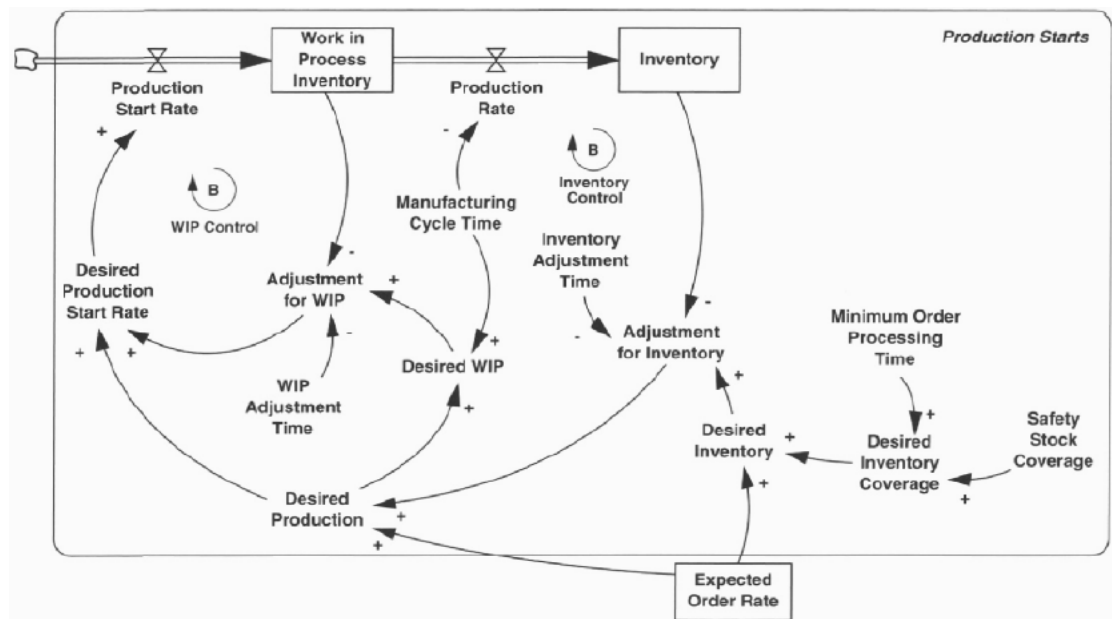 Production Starts
Work in
Process
Inventory
Inventory
Production
Start Rate
Production
Rate
+
-
B
WIP Control
B
Inventory
Control
Manufacturing
Cycle Time
Inventory
Adjustment
Time
Desired
Production
Start Rate
-
Adjustment
for WIP
+
-
-
Adjustment
for Inventory
Minimum Order
Processing
Time
+
+
-
+
Desired WIP
WIP
Adjustment
Time
+
+
+
Desired
Inventory
+
Desired
Inventory
Coverage
Safety
Stock
Coverage
+
+
Desired
Production
+
+
Expected
Order Rate